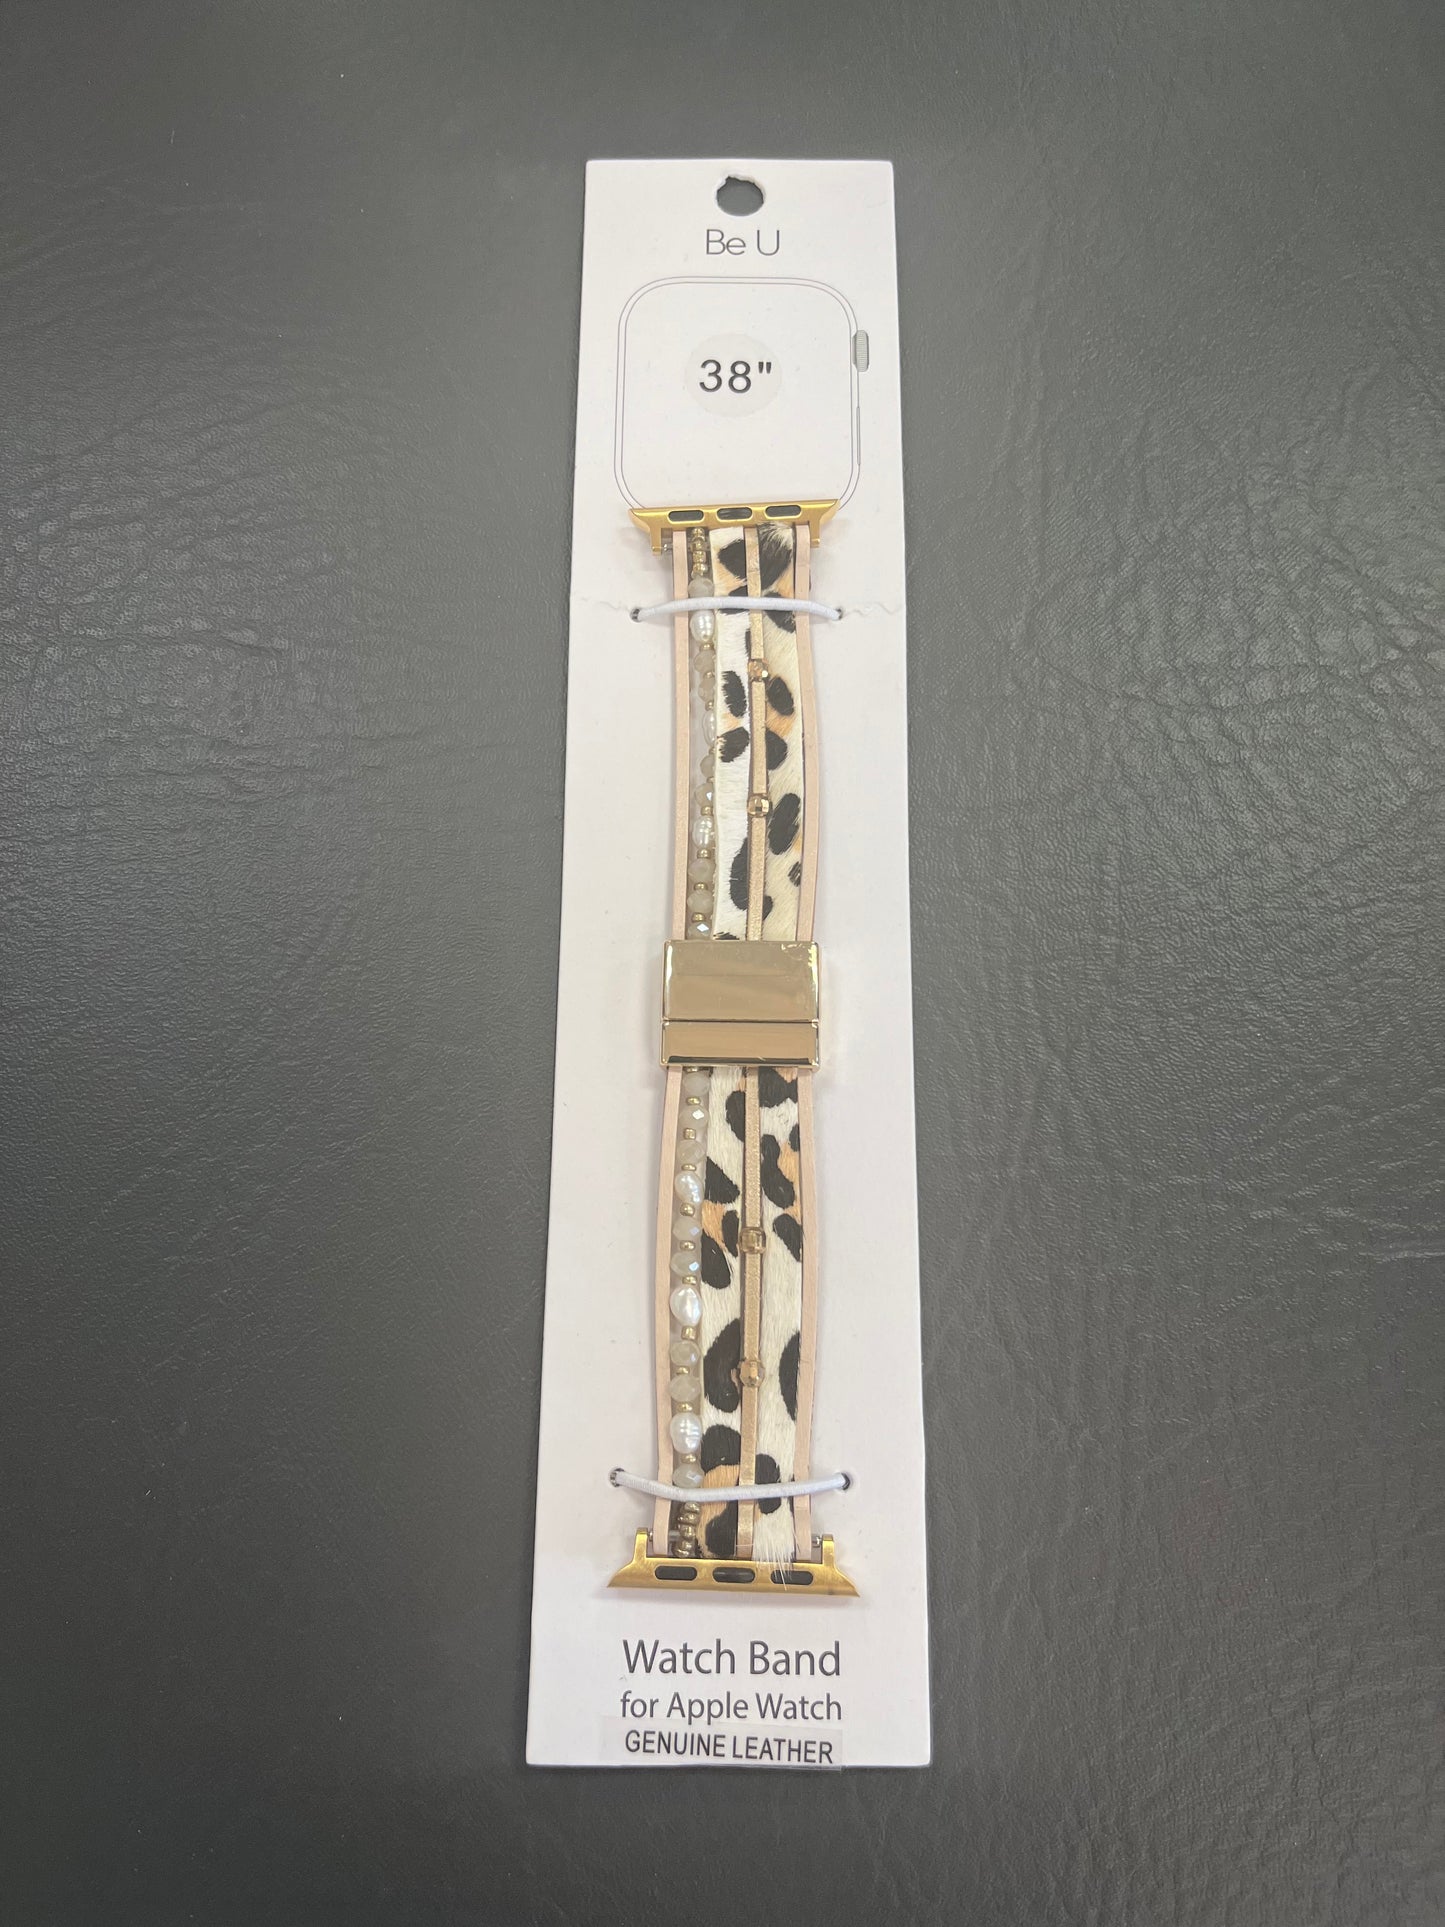 Be U
38"
Watch Band
for Apple Watch
GENUINE LEATHER